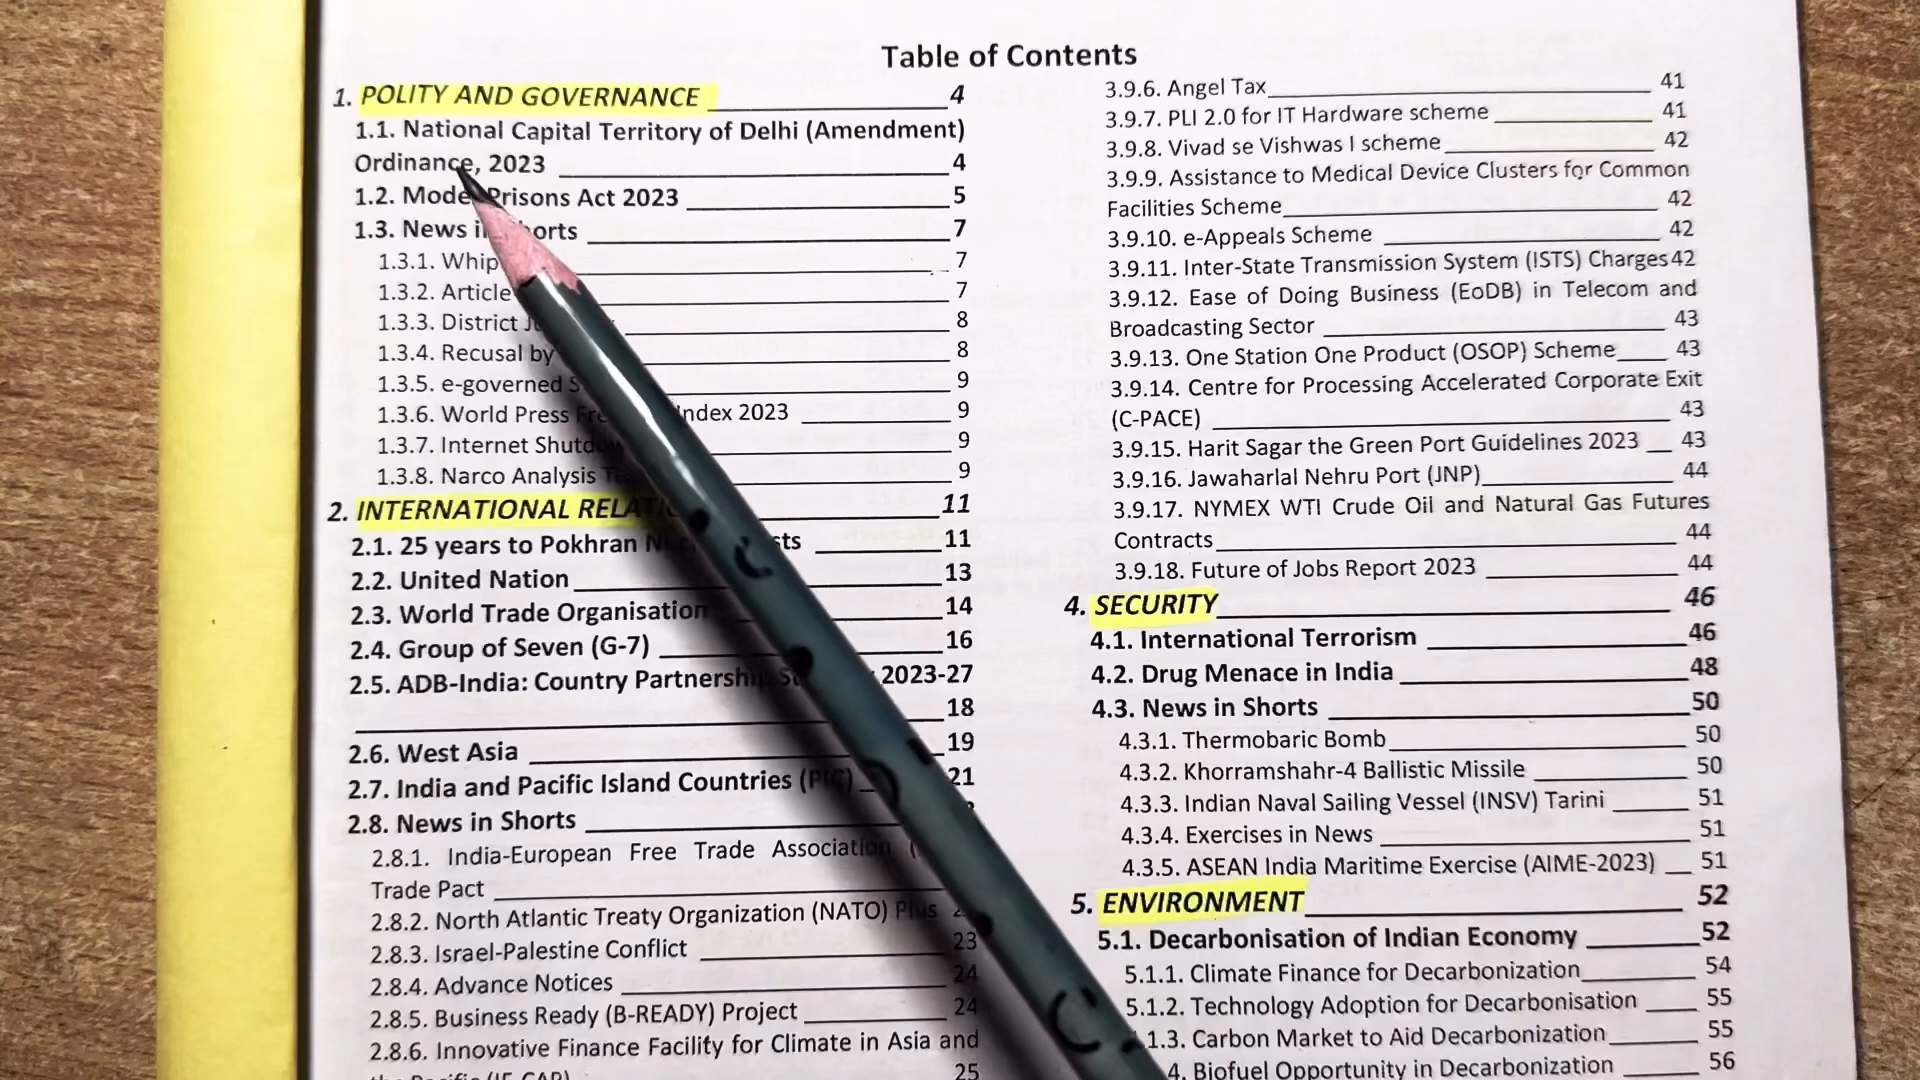 Table of Contents
1. POLITY AND GOVERNANCE 4
1.1. National Capital Territory of Delhi (Amendment)
Ordinance, 2023 4
1.2. Prisons Act 2023 5
1.3. News 7
1.3.1. Whip 7
1.3.2. Article 7
1.3.3. District 8
1.3.4. Recusal by 8
1.3.5. e-governed 9
1.3.6. World Press Index 2023 9
1.3.7. Internet 9
1.3.8. Narco Analysis 9
2. INTERNATIONAL 11
2.1. 25 years to Pokhran 11
2.2. United Nation 13
2.3. World Trade Organisation 14
2.4. Group of Seven (G-7) 16
2.5. ADB-India: Country 2023-27
18
2.6. West Asia 19
2.7. India and Pacific Island Countries (PIC) 21
2.8. News in Shorts
2.8.1. India-European Free Trade Association
Trade Pact
2.8.2. North Atlantic Treaty Organization (NATO) Plus
2.8.3. Israel-Palestine Conflict 23
2.8.4. Advance Notices 24
2.8.5. Business Ready (B-READY) Project 24
2.8.6. Innovative Finance Facility for Climate in Asia and
25
3.9.6. Angel Tax 41
3.9.7. PLI 2.0 for IT Hardware scheme 41
3.9.8. Vivad se Vishwas I scheme 42
3.9.9. Assistance to Medical Device Clusters for Common
Facilities Scheme 42
3.9.10. e-Appeals Scheme 42
3.9.11. Inter-State Transmission System (ISTS) Charges42
3.9.12. Ease of Doing Business (EoDB) in Telecom and
Broadcasting Sector 43
3.9.13. One Station One Product (OSOP) Scheme 43
3.9.14. Centre for Processing Accelerated Corporate Exit
(C-PACE) 43
3.9.15. Harit Sagar the Green Port Guidelines 2023 43
3.9.16. Jawaharlal Nehru Port (JNP) 44
3.9.17. NYMEX WTI Crude Oil and Natural Gas Futures
Contracts 44
3.9.18. Future of Jobs Report 2023 44
4. SECURITY 46
4.1. International Terrorism 46
4.2. Drug Menace in India 48
4.3. News in Shorts 50
4.3.1. Thermobaric Bomb 50
4.3.2. Khorramshahr-4 Ballistic Missile 50
4.3.3. Indian Naval Sailing Vessel (INSV) Tarini 51
4.3.4. Exercises in News 51
4.3.5. ASEAN India Maritime Exercise (AIME-2023) 51
5. ENVIRONMENT 52
5.1. Decarbonisation of Indian Economy 52
5.1.1. Climate Finance for Decarbonization 54
5.1.2. Technology Adoption for Decarbonisation 55
1.3. Carbon Market to Aid Decarbonization 55
4. Biofuel Opportunity in Decarbonization 56